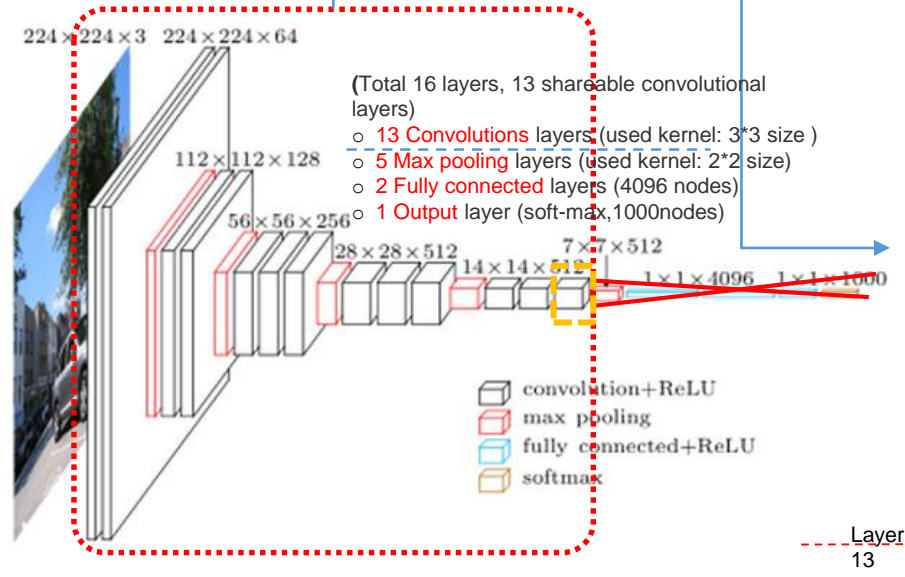 224×224×3 224×224×64
(Total 16 layers, 13 shareable convolutional
layers)
o 13 Convolutions layers (used kernel: 3*3 size )
112×112×128
o 5 Max pooling layers (used kernel: 2*2 size)
o 2 Fully connected layers (4096 nodes)
56×56×256
o 1 Output layer (soft-max,1000nodes)
28×28×512
7×7×512
14×14×512
1×1×4096 1×1×1000
convolution+ReLU
max pooling
fully connected+ReLU
softmax
Layer
13